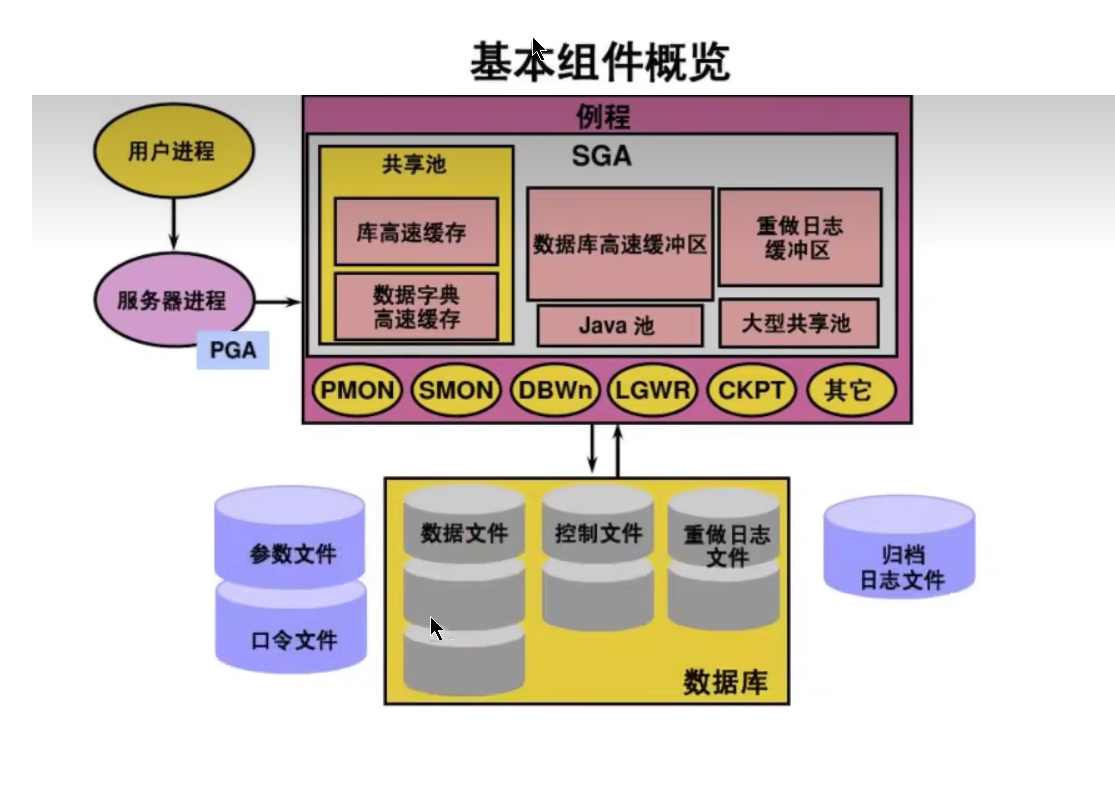 基本组件概览
例程
SGA
用户进程
服务器进程
PGA
共享池
库高速缓存
数据字典
高速缓存
数据库高速缓冲区
重做日志
缓冲区
Java 池
大型共享池
PMON
SMON
DBWn
LGWR
CKPT
其它
参数文件
口令文件
数据文件
控制文件
重做日志
文件
数据库
归档
日志文件